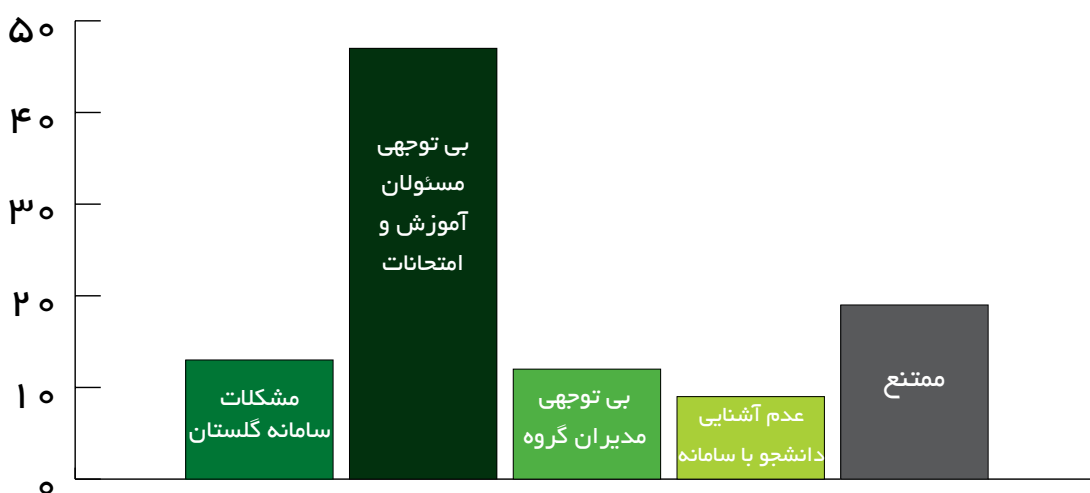 ۵۰
۴۰
۳۰
۲۰
۱۰
۰
مشکلات
سامانه گلستان
بی توجهی
مسئولان
آموزش و
امتحانات
بی توجهی
مدیران گروه
عدم آشنایی
دانشجو با سامانه
ممتنع